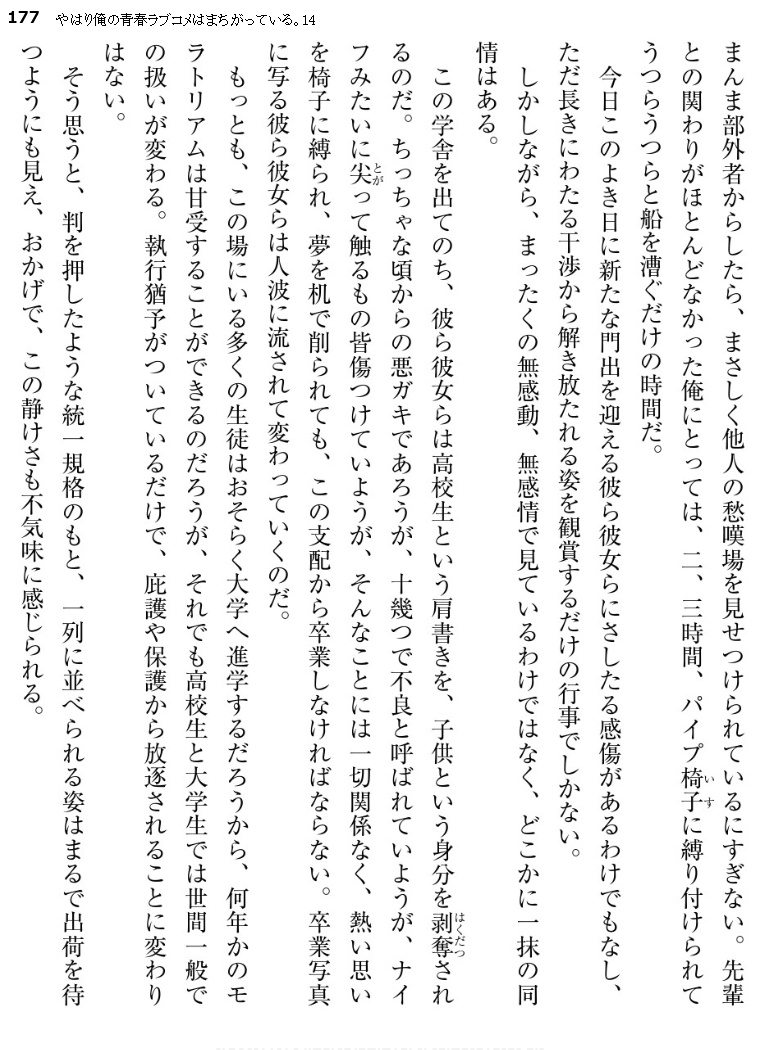 177 やはり俺の青春ラブコメはまちがっている。14
まんま部外者からしたら、まさしく他人の愁嘆場を見せつけられているにすぎない。先輩
との関わりがほとんどなかった俺にとっては、二、三時間、パイプ椅子に縛り付けられて
うつらうつらと船を漕ぐだけの時間だ。
今日このよき日に新たな門出を迎える彼ら彼女らにさしたる感傷があるわけでもなし、
ただ長きにわたる干渉から解き放たれる姿を観賞するだけの行事でしかない。
しかしながら、まったくの無感動、無感情で見ているわけではなく、どこかに一抹の同
情はある。
この学舎を出てのち、彼ら彼女らは高校生という肩書きを、子供という身分を剥奪され
るのだ。ちっちゃな頃からの悪ガキであろうが、十幾つで不良と呼ばれていようが、ナイ
フみたいに尖って触るもの皆傷つけていようが、そんなことには一切関係なく、熱い思い
を椅子に縛られ、夢を机で削られても、この支配から卒業しなければならない。卒業写真
に写る彼ら彼女らは人波に流されて変わっていくのだ。
もっとも、この場にいる多くの生徒はおそらく大学へ進学するだろうから、何年かのモ
ラトリアムは甘受することができるのだろうが、それでも高校生と大学生では世間一般で
の扱いが変わる。執行猶予がついているだけで、庇護や保護から放逐されることに変わり
はない。
そう思うと、判を押したような統一規格のもと、一列に並べられる姿はまるで出荷を待
つようにも見え、おかげで、この静けさも不気味に感じられる。